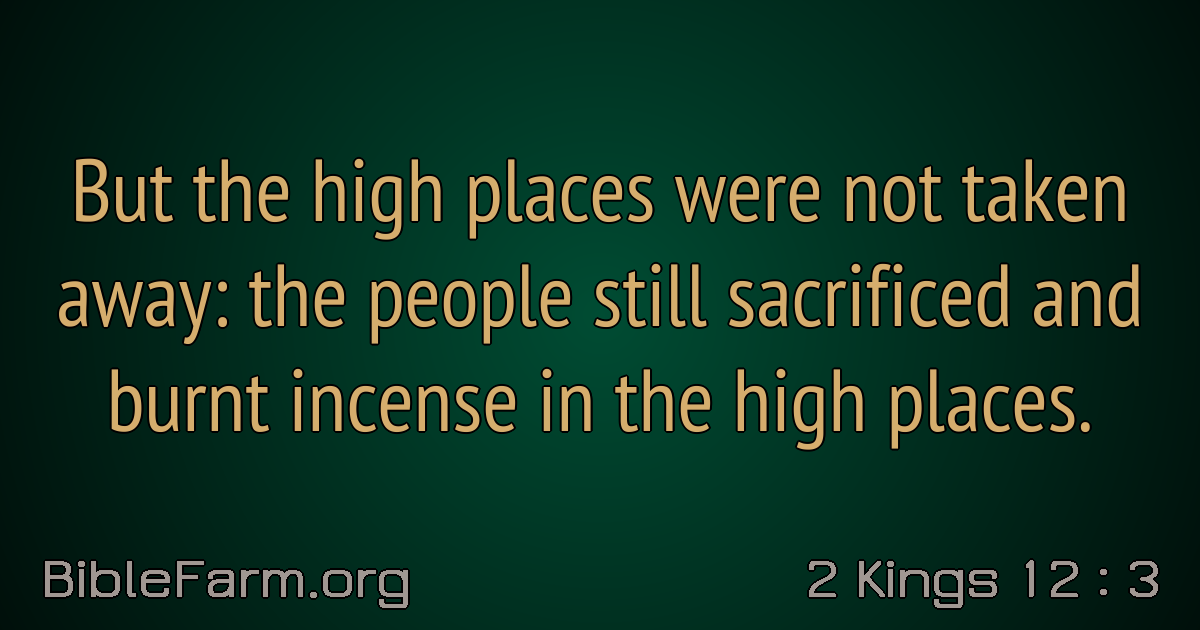 But the high places were not taken
away: the people still sacrificed and
burnt incense in the high places.
BibleFarm.org
2 Kings 12 : 3